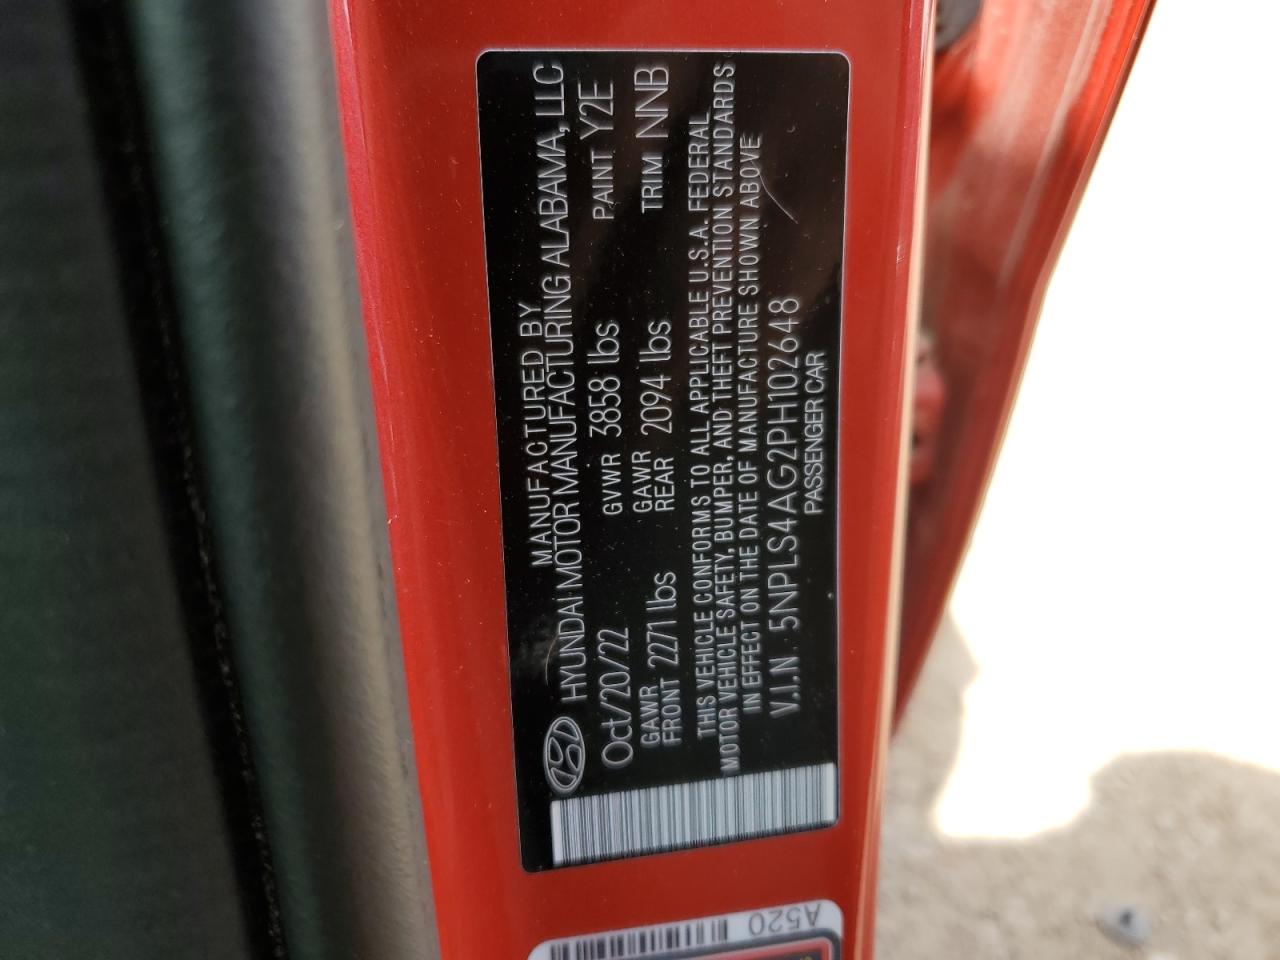 MANUFACTURED BY
HYUNDAI MOTOR MANUFACTURING ALABAMA, LLC
Oct/20/22 GVWR 3858 lbs PAINT Y2E
GAWR FRONT 2271 lbs GAWR REAR 2094 lbs TRIM NNB
THIS VEHICLE CONFORMS TO ALL APPLICABLE U.S.A. FEDERAL
MOTOR VEHICLE SAFETY, BUMPER, AND THEFT PREVENTION STANDARDS
IN EFFECT ON THE DATE OF MANUFACTURE SHOWN ABOVE
V.I.N 5NPLS4AG2PH102648
PASSENGER CAR
A520